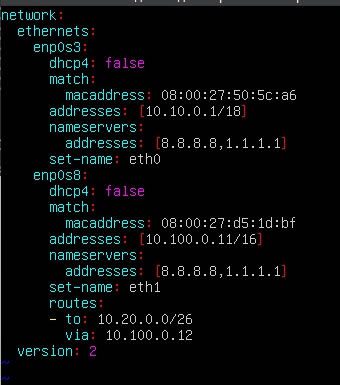 network:
  ethernets:
    enp0s3:
      dhcp4: false
      match:
        macaddress: 08:00:27:50:5c:a6
      addresses: [10.10.0.1/18]
      nameservers:
        addresses: [8.8.8.8,1.1.1.1]
      set-name: eth0
    enp0s8:
      dhcp4: false
      match:
        macaddress: 08:00:27:d5:1d:bf
      addresses: [10.100.0.11/16]
      nameservers:
        addresses: [8.8.8.8,1.1.1.1]
      set-name: eth1
      routes:
      - to: 10.20.0.0/26
        via: 10.100.0.12
  version: 2
~
~